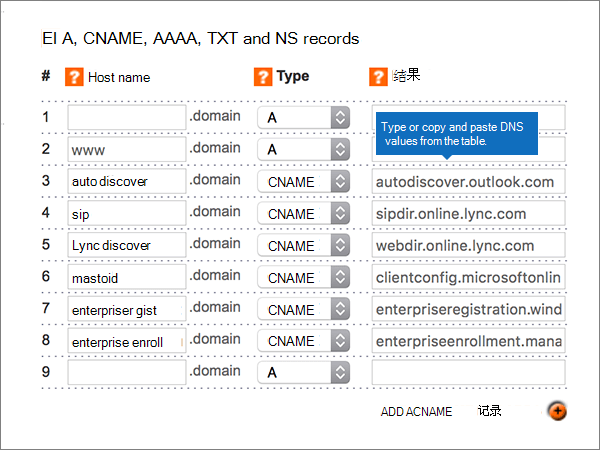 EI A, CNAME, AAAA, TXT and NS records
# ? Host name ? Type ? 结果
1 .domain A
Type or copy and paste DNS
values from the table.
2 www .domain A
3 auto discover .domain CNAME autodiscover.outlook.com
4 sip .domain CNAME sipdir.online.lync.com
5 Lync discover .domain CNAME webdir.online.lync.com
6 mastoid .domain CNAME clientconfig.microsoftonlin
7 enterpriser gist .domain CNAME enterpriseregistration.wind
8 enterprise enroll .domain CNAME enterpriseenrollment.mana
9 .domain A
ADD ACNAME 记录